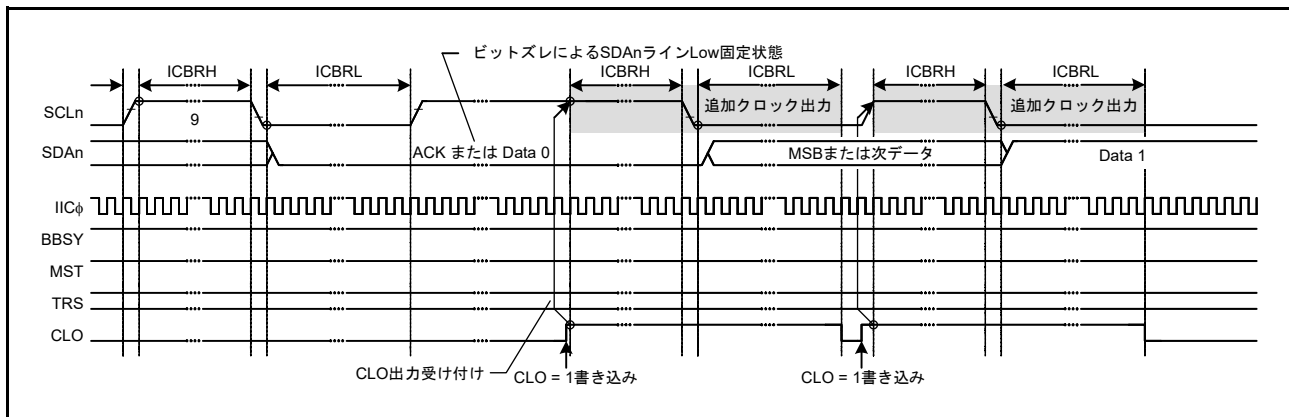 ビットズレによるSDAnラインLow固定状態
ICBRH
ICBRL
ICBRH
ICBRL
ICBRH
ICBRL
SCLn
9
追加クロック出力
追加クロック出力
SDAn
ACK または Data 0
MSBまたは次データ
Data 1
IICφ
BBSY
MST
TRS
CLO
CLO出力受け付け
CLO = 1書き込み
CLO = 1書き込み